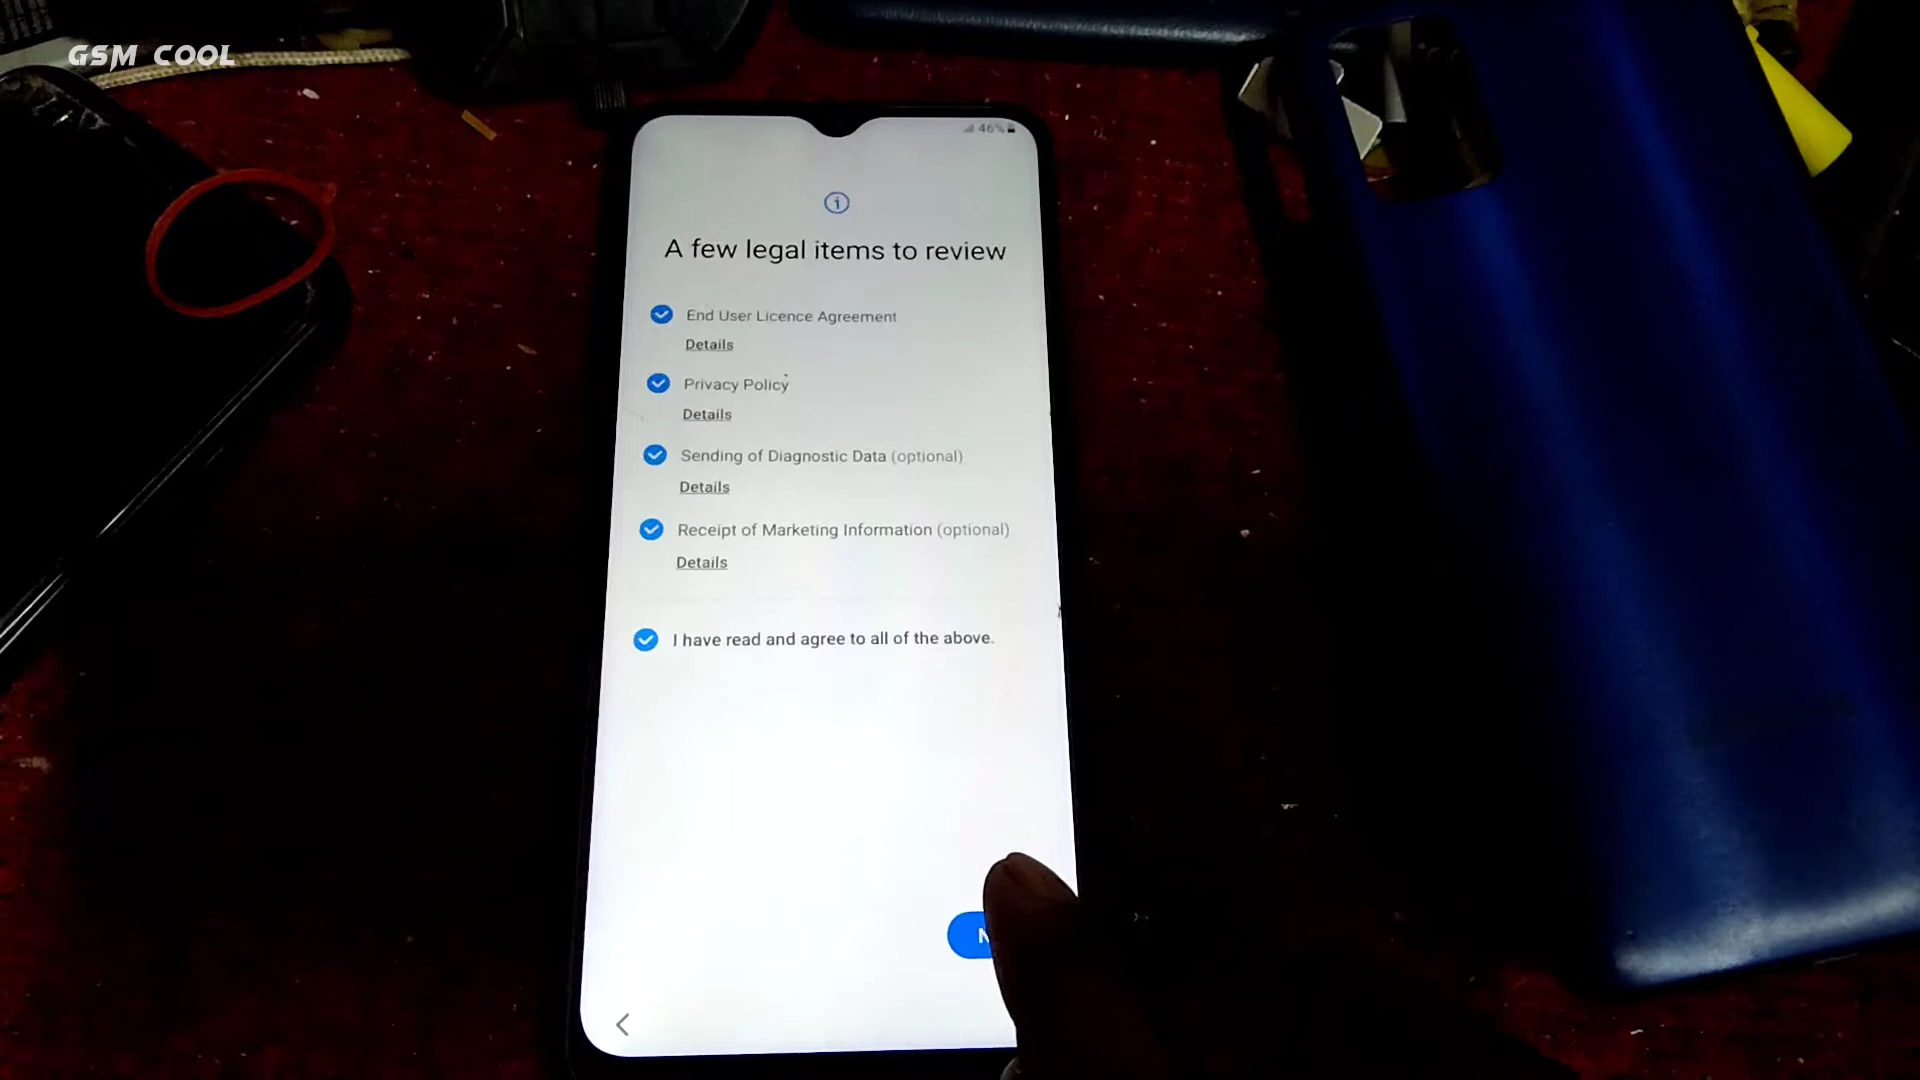 GSM COOL
46%
A few legal items to review
End User Licence Agreement
Details
Privacy Policy
Details
Sending of Diagnostic Data (optional)
Details
Receipt of Marketing Information (optional)
Details
I have read and agree to all of the above.